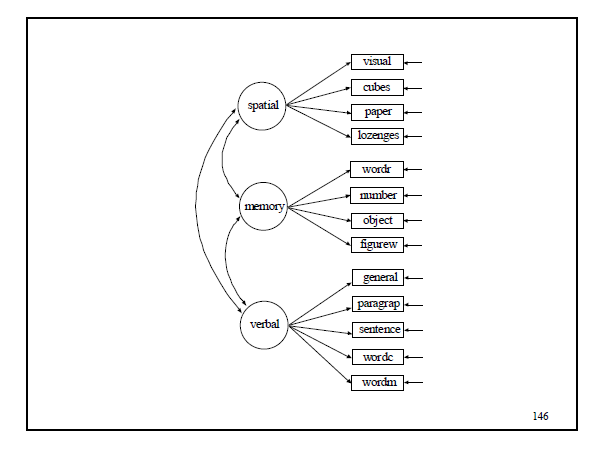 visual
cubes
spatial
paper
lozenges
wordr
number
memory
object
figurew
general
paragrap
verbal
sentence
wordc
wordm
146